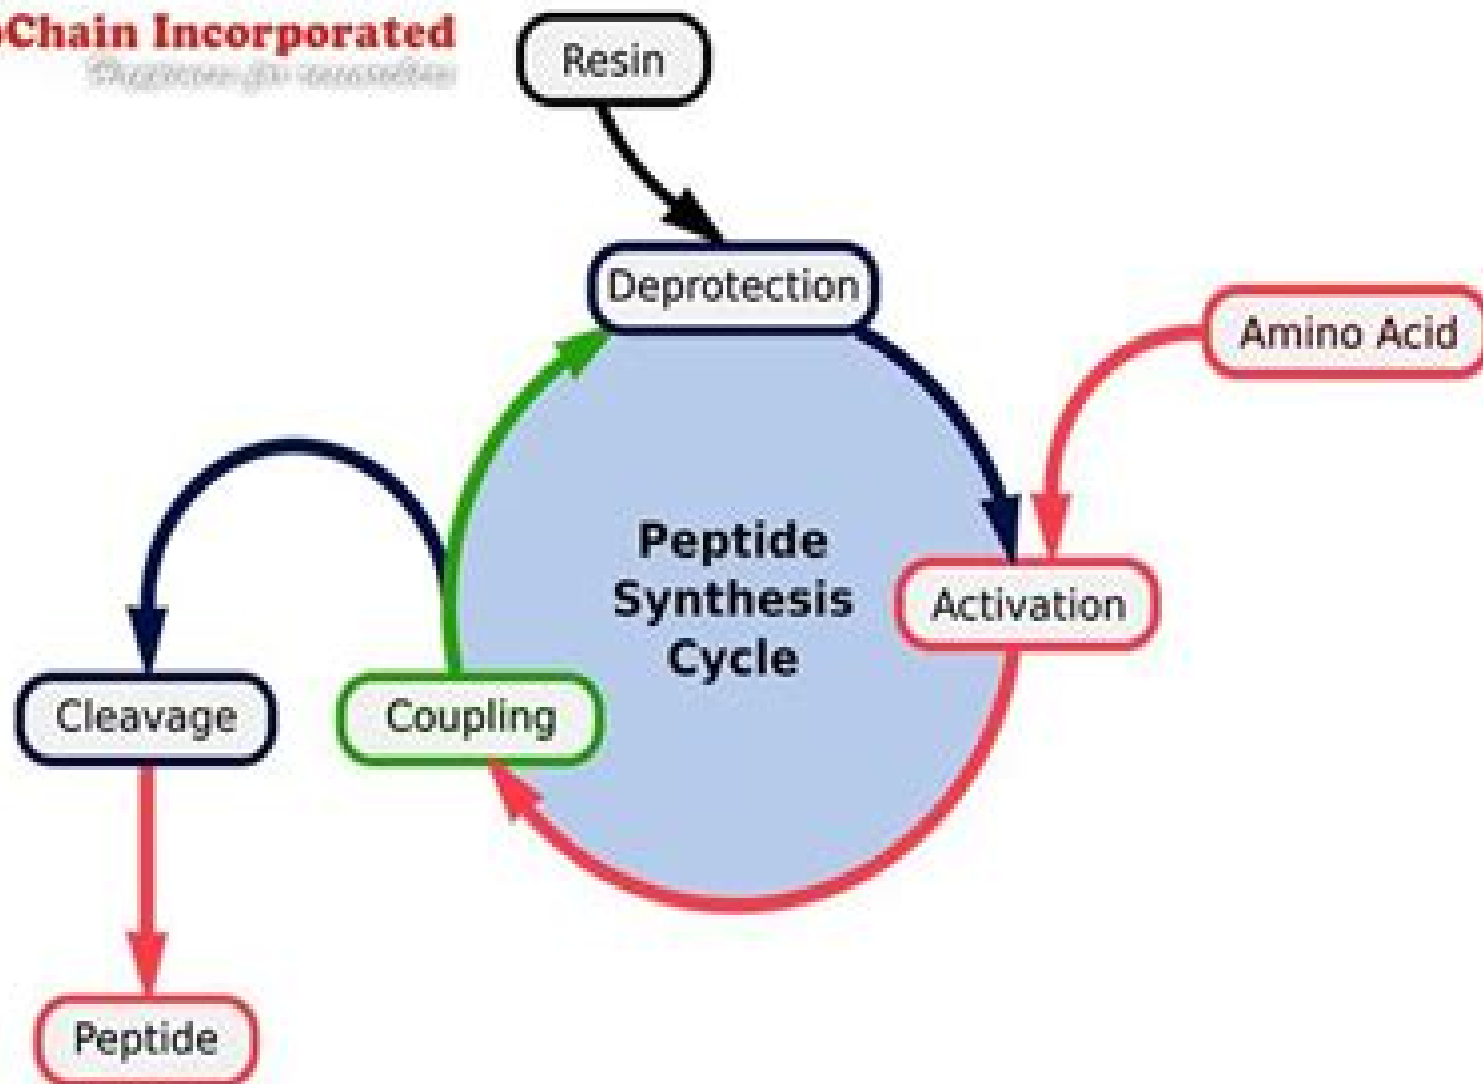 Chain Incorporated
Resin
Deprotection
Amino Acid
Peptide
Synthesis
Cycle
Activation
Cleavage
Coupling
Peptide